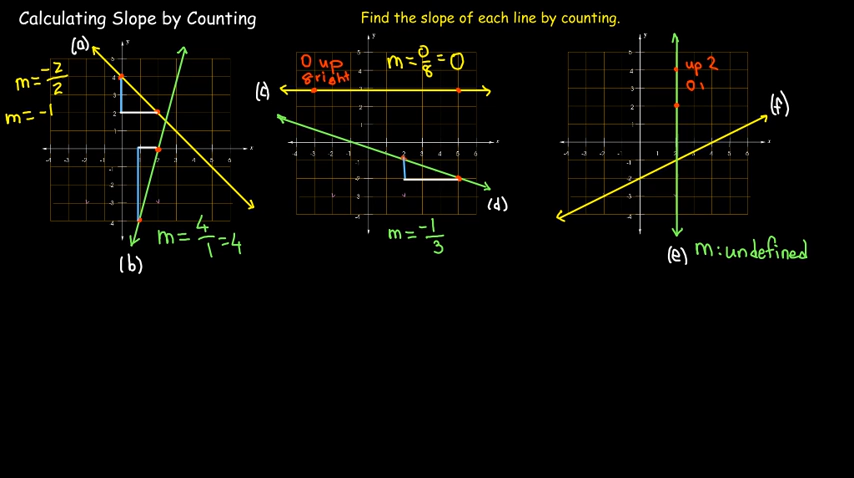 Calculating Slope by Counting
Find the slope of each line by counting.
(a)
m = -2/2
m = -1
(b)
m = 4/1 = 4
(c)
0 up
8 right
m = 0/8 = 0
(d)
m = -1/3
up 2
0
(e) m: undefined
(f)